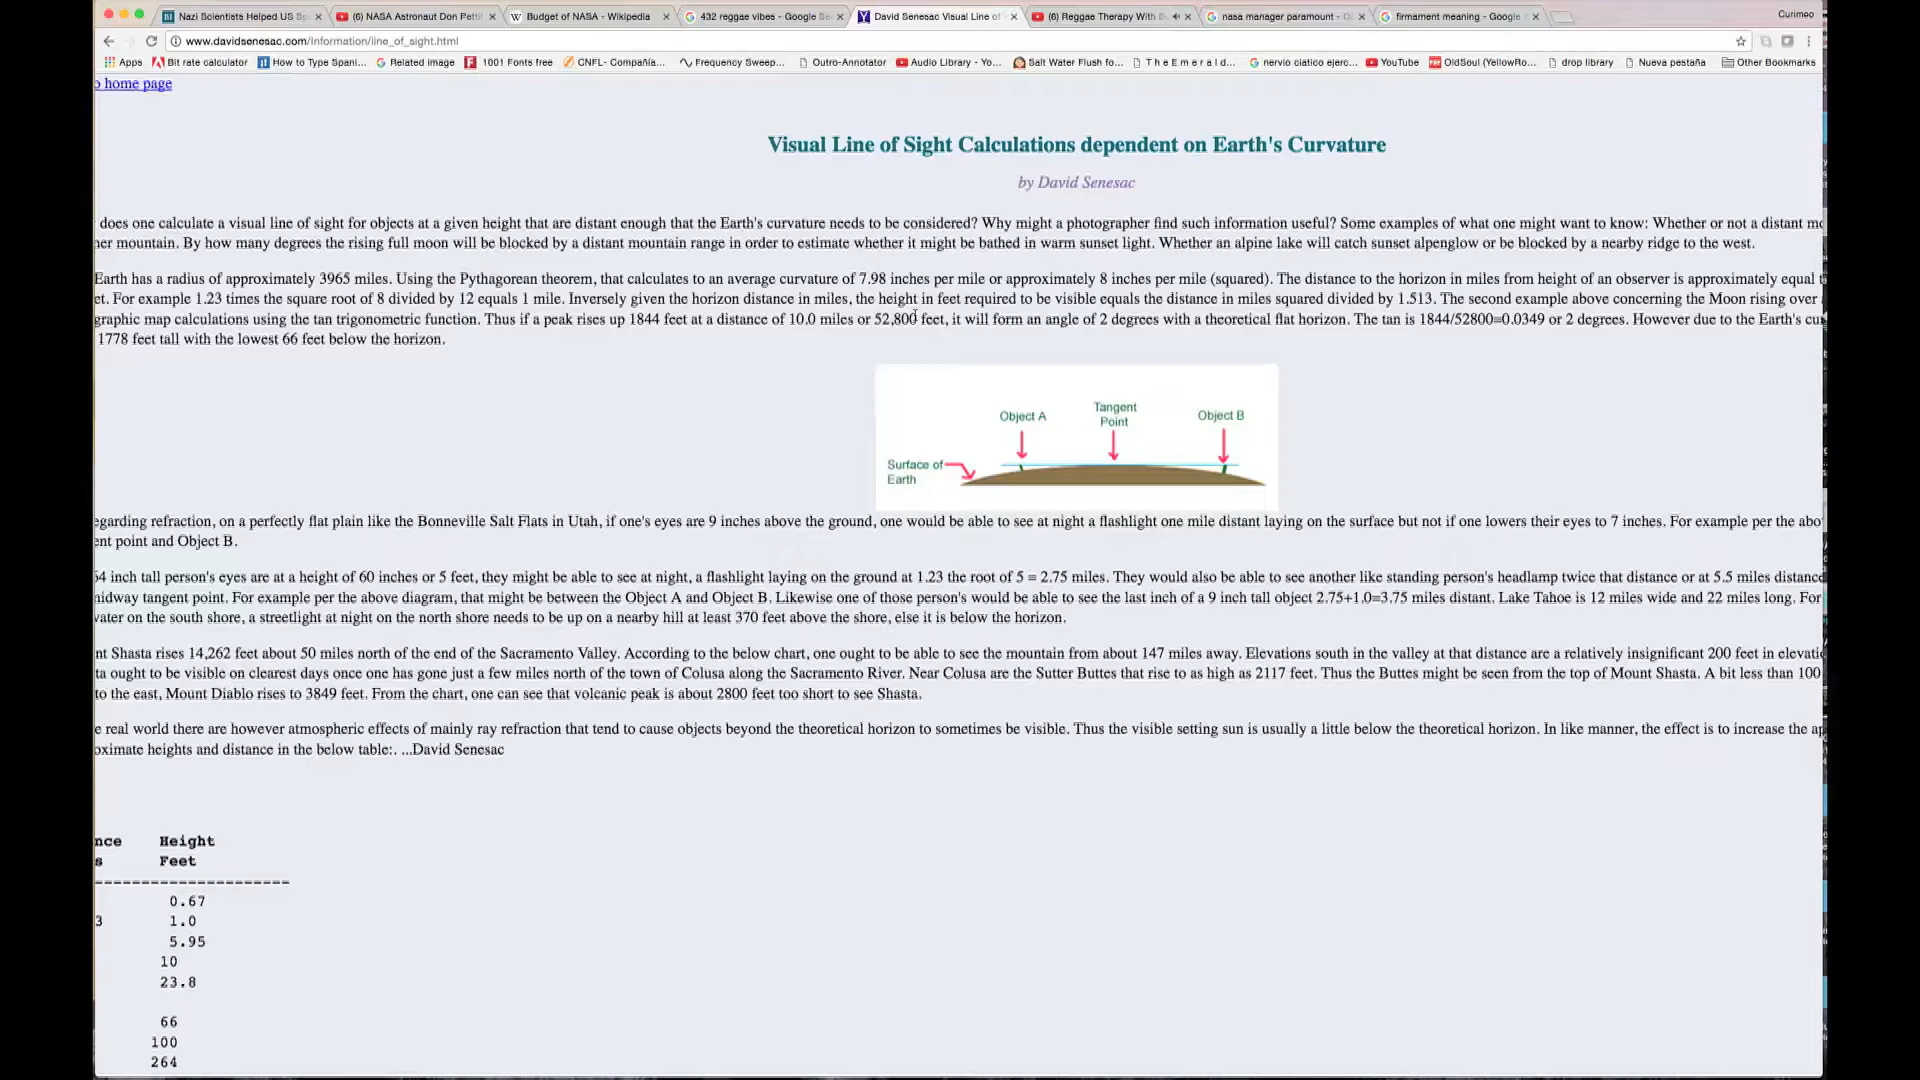 Nazi Scientists Helped US Sp
(6) NASA Astronaut Don Petti
Budget of NASA - Wikipedia
432 reggae vibes - Google Se
David Senesac Visual Line of
(6) Reggae Therapy With B
nasa manager paramount - G
firmament meaning - Google
Curimeo
www.davidsenesac.com/Information/line_of_sight.html
Apps
Bit rate calculator
How to Type Spani...
Related image
1001 Fonts free
CNFL- Compañía...
Frequency Sweep...
Outro-Annotator
Audio Library - Yo...
Salt Water Flush fo...
T h e E m e r a l d...
nervio ciatico ejerc...
YouTube
OldSoul (YellowRo...
drop library
Nueva pestaña
Other Bookmarks
o home page
Visual Line of Sight Calculations dependent on Earth's Curvature
by David Senesac
does one calculate a visual line of sight for objects at a given height that are distant enough that the Earth's curvature needs to be considered? Why might a photographer find such information useful? Some examples of what one might want to know: Whether or not a distant mo
her mountain. By how many degrees the rising full moon will be blocked by a distant mountain range in order to estimate whether it might be bathed in warm sunset light. Whether an alpine lake will catch sunset alpenglow or be blocked by a nearby ridge to the west.
Earth has a radius of approximately 3965 miles. Using the Pythagorean theorem, that calculates to an average curvature of 7.98 inches per mile or approximately 8 inches per mile (squared). The distance to the horizon in miles from height of an observer is approximately equal t
et. For example 1.23 times the square root of 8 divided by 12 equals 1 mile. Inversely given the horizon distance in miles, the height in feet required to be visible equals the distance in miles squared divided by 1.513. The second example above concerning the Moon rising over
graphic map calculations using the tan trigonometric function. Thus if a peak rises up 1844 feet at a distance of 10.0 miles or 52,800 feet, it will form an angle of 2 degrees with a theoretical flat horizon. The tan is 1844/52800=0.0349 or 2 degrees. However due to the Earth's cu
1778 feet tall with the lowest 66 feet below the horizon.
Object A
Tangent
Point
Object B
Surface of
Earth
egarding refraction, on a perfectly flat plain like the Bonneville Salt Flats in Utah, if one's eyes are 9 inches above the ground, one would be able to see at night a flashlight one mile distant laying on the surface but not if one lowers their eyes to 7 inches. For example per the abo
ent point and Object B.
64 inch tall person's eyes are at a height of 60 inches or 5 feet, they might be able to see at night, a flashlight laying on the ground at 1.23 the root of 5 = 2.75 miles. They would also be able to see another like standing person's headlamp twice that distance or at 5.5 miles distance
midway tangent point. For example per the above diagram, that might be between the Object A and Object B. Likewise one of those person's would be able to see the last inch of a 9 inch tall object 2.75+1.0=3.75 miles distant. Lake Tahoe is 12 miles wide and 22 miles long. For
water on the south shore, a streetlight at night on the north shore needs to be up on a nearby hill at least 370 feet above the shore, else it is below the horizon.
nt Shasta rises 14,262 feet about 50 miles north of the end of the Sacramento Valley. According to the below chart, one ought to be able to see the mountain from about 147 miles away. Elevations south in the valley at that distance are a relatively insignificant 200 feet in elevati
ta ought to be visible on clearest days once one has gone just a few miles north of the town of Colusa along the Sacramento River. Near Colusa are the Sutter Buttes that rise to as high as 2117 feet. Thus the Buttes might be seen from the top of Mount Shasta. A bit less than 100
to the east, Mount Diablo rises to 3849 feet. From the chart, one can see that volcanic peak is about 2800 feet too short to see Shasta.
e real world there are however atmospheric effects of mainly ray refraction that tend to cause objects beyond the theoretical horizon to sometimes be visible. Thus the visible setting sun is usually a little below the theoretical horizon. In like manner, the effect is to increase the ap
oximate heights and distance in the below table:. ...David Senesac
nce Height
s Feet
---------------------
0.67
3 1.0
5.95
10
23.8
66
100
264